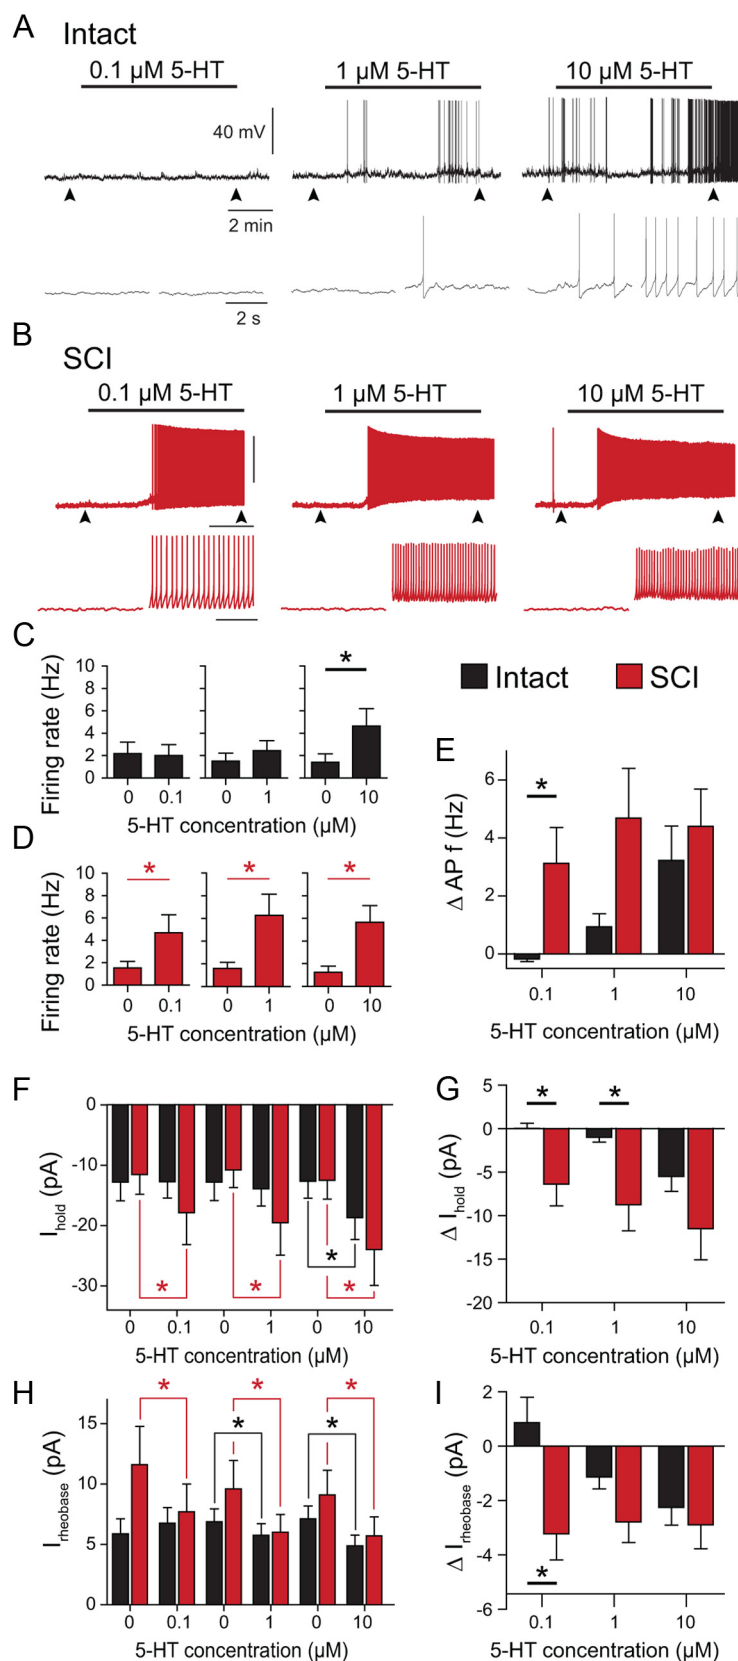 A
Intact
0.1 µM 5-HT
1 µM 5-HT
10 µM 5-HT
40 mV
2 min
2 s
B
SCI
0.1 µM 5-HT
1 µM 5-HT
10 µM 5-HT
C
Firing rate (Hz)
10
8
6
4
2
0
*
0 0.1 0 1 0 10
5-HT concentration (µM)
Intact
SCI
D
Firing rate (Hz)
10
8
6
4
2
0
* * *
0 0.1 0 1 0 10
5-HT concentration (µM)
E
Δ AP f (Hz)
6
4
2
0
*
0.1 1 10
5-HT concentration (µM)
F
I hold (pA)
0
-10
-20
-30
* * * *
0 0.1 0 1 0 10
5-HT concentration (µM)
G
Δ I hold (pA)
5
0
-5
-10
-15
-20
* *
0.1 1 10
5-HT concentration (µM)
H
I rheobase (pA)
15
10
5
0
* * * * *
0 0.1 0 1 0 10
5-HT concentration (µM)
I
Δ I rheobase (pA)
2
0
-2
-4
-6
*
0.1 1 10
5-HT concentration (µM)